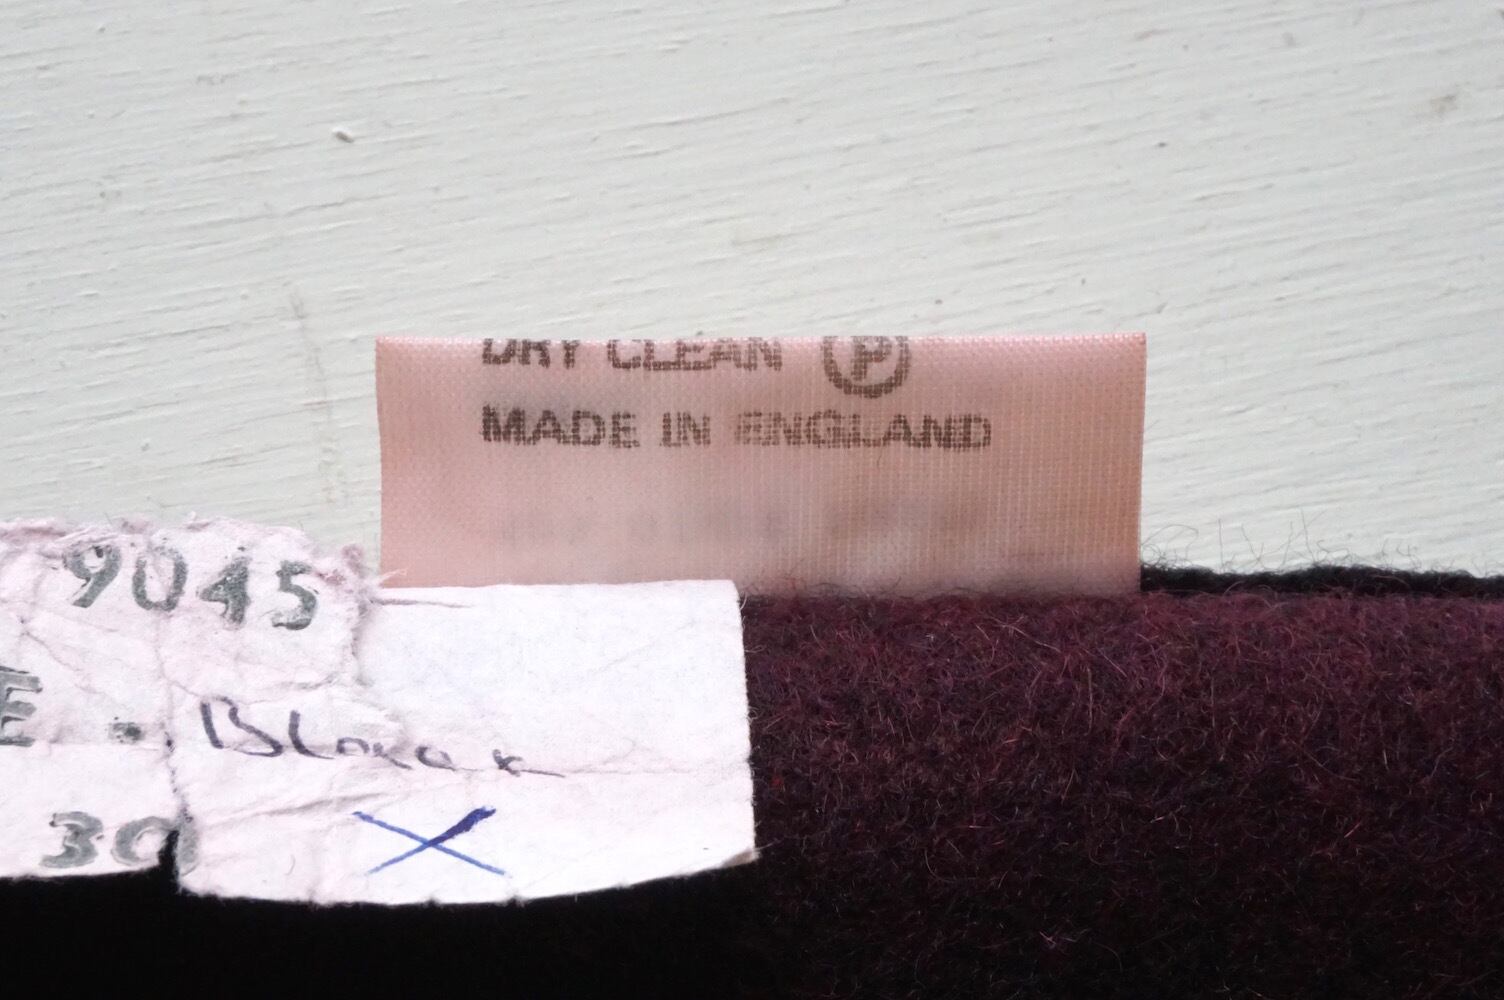 DRY CLEAN Ⓟ
MADE IN ENGLAND
9045
E. Black
30
X